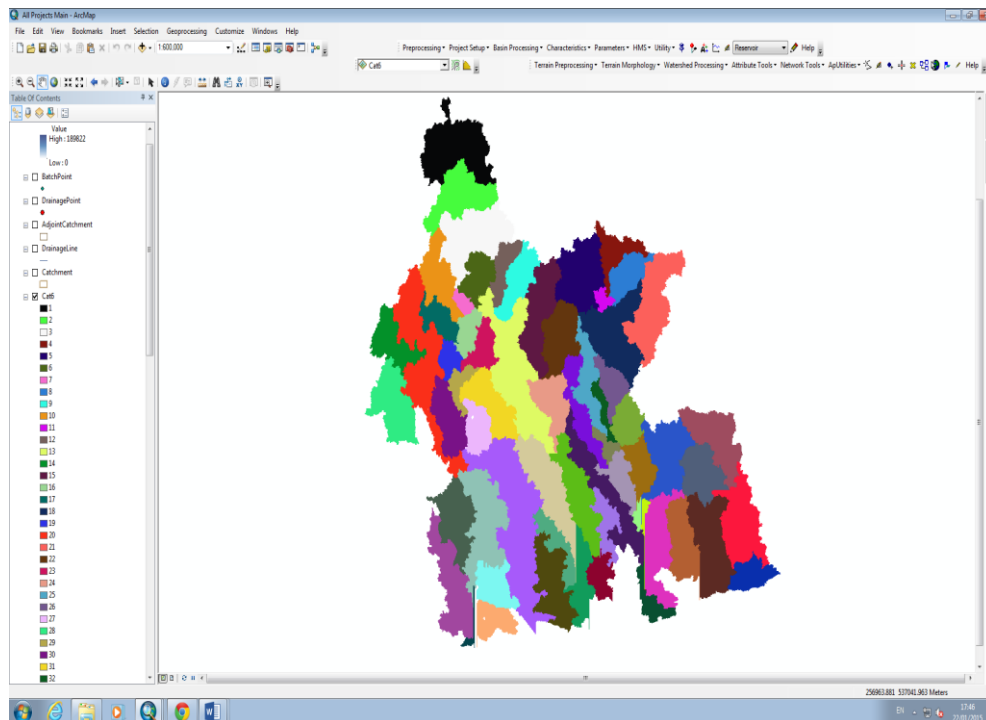 All Projects Main - ArcMap
File Edit View Bookmarks Insert Selection Geoprocessing Customize Windows Help
1:600,000
Preprocessing Project Setup Basin Processing Characteristics Parameters HMS Utility Reservoir Help
Cat6
Terrain Preprocessing Terrain Morphology Watershed Processing Attribute Tools Network Tools ApUtilities Help
Table Of Contents
Value
High : 189822
Low : 0
BatchPoint
DrainagePoint
AdjointCatchment
DrainageLine
Catchment
Cat6
1
2
3
4
5
6
7
8
9
10
11
12
13
14
15
16
17
18
19
20
21
22
23
24
25
26
27
28
29
30
31
32
256963.881 537041.963 Meters
EN
17:46
22/01/2015